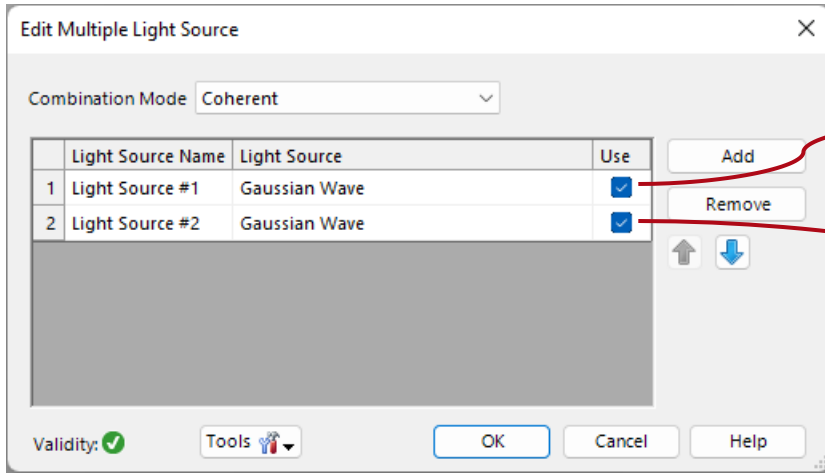 Edit Multiple Light Source
Combination Mode Coherent
Light Source Name Light Source Use
1 Light Source #1 Gaussian Wave
2 Light Source #2 Gaussian Wave
Add
Remove
Validity: Tools OK Cancel Help